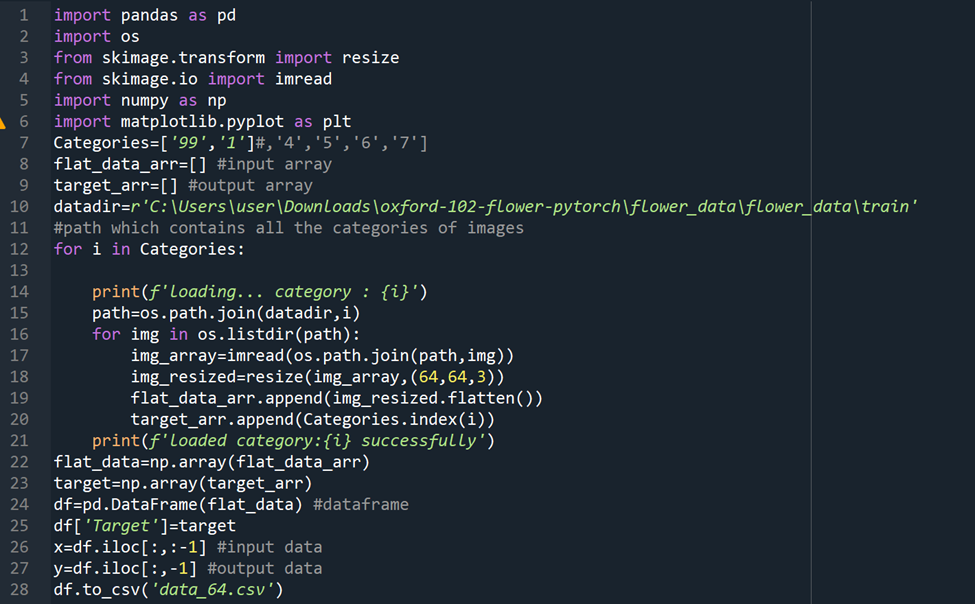 1 import pandas as pd
2 import os
3 from skimage.transform import resize
4 from skimage.io import imread
5 import numpy as np
6 import matplotlib.pyplot as plt
7 Categories=['99','1']#,'4','5','6','7']
8 flat_data_arr=[] #input array
9 target_arr=[] #output array
10 datadir=r'C:\Users\user\Downloads\oxford-102-flower-pytorch\flower_data\flower_data\train'
11 #path which contains all the categories of images
12 for i in Categories:
13
14     print(f'loading... category : {i}')
15     path=os.path.join(datadir,i)
16     for img in os.listdir(path):
17         img_array=imread(os.path.join(path,img))
18         img_resized=resize(img_array,(64,64,3))
19         flat_data_arr.append(img_resized.flatten())
20         target_arr.append(Categories.index(i))
21     print(f'loaded category:{i} successfully')
22 flat_data=np.array(flat_data_arr)
23 target=np.array(target_arr)
24 df=pd.DataFrame(flat_data) #dataframe
25 df['Target']=target
26 x=df.iloc[:,:-1] #input data
27 y=df.iloc[:,-1] #output data
28 df.to_csv('data_64.csv')